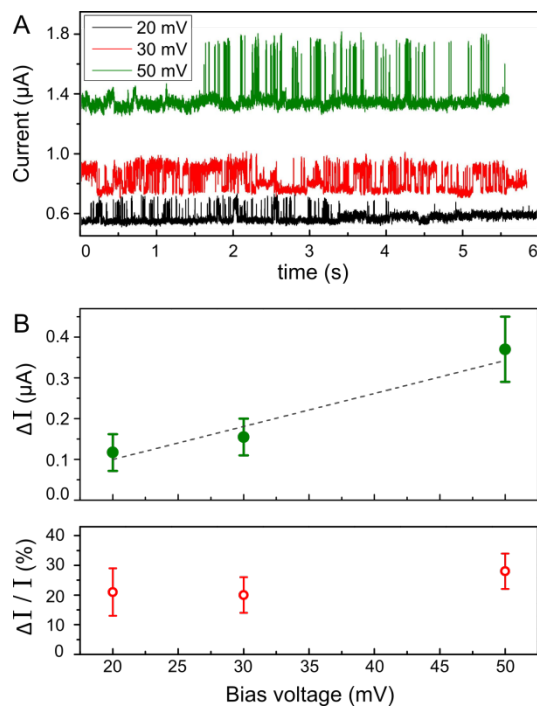 A
20 mV
30 mV
50 mV
Current (µA)
1.8
1.4
1.0
0.6
0 1 2 3 4 5 6
time (s)
B
ΔI (µA)
0.4
0.3
0.2
0.1
0.0
ΔI / I (%)
40
30
20
10
0
20 25 30 35 40 45 50
Bias voltage (mV)